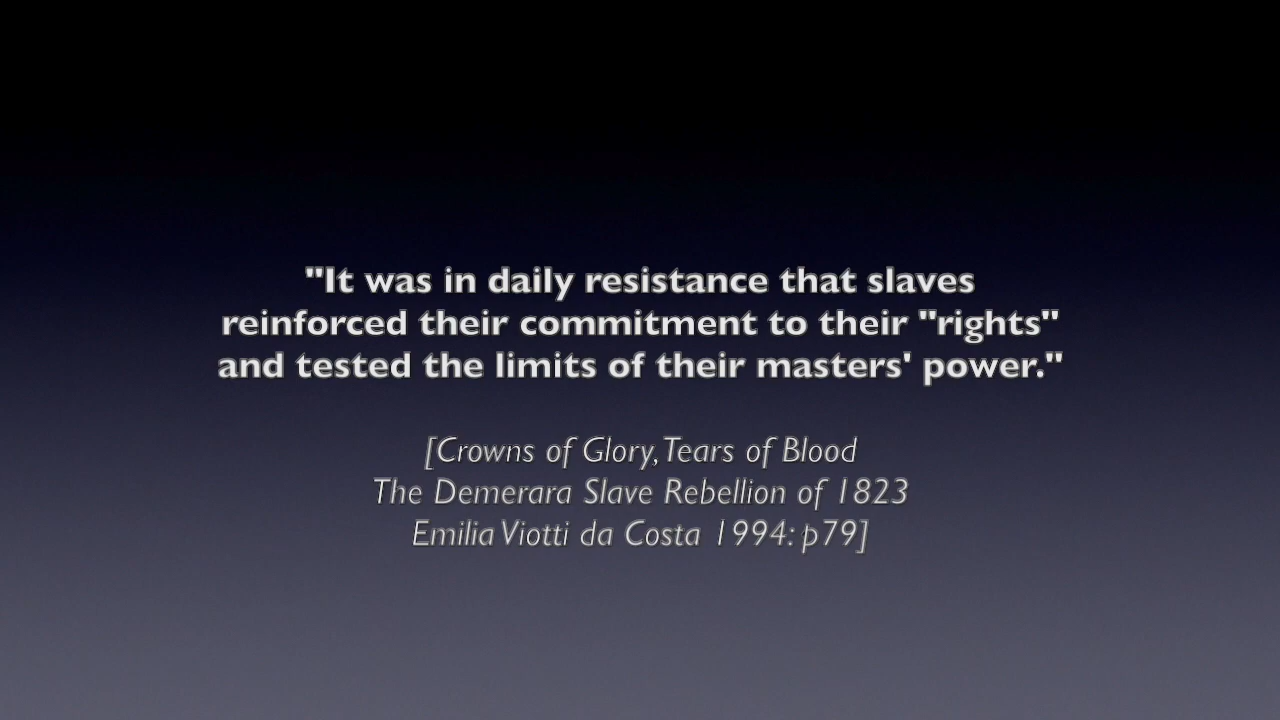 "It was in daily resistance that slaves
reinforced their commitment to their "rights"
and tested the limits of their masters' power."
[Crowns of Glory, Tears of Blood
The Demerara Slave Rebellion of 1823
Emilia Viotti da Costa 1994: p79]